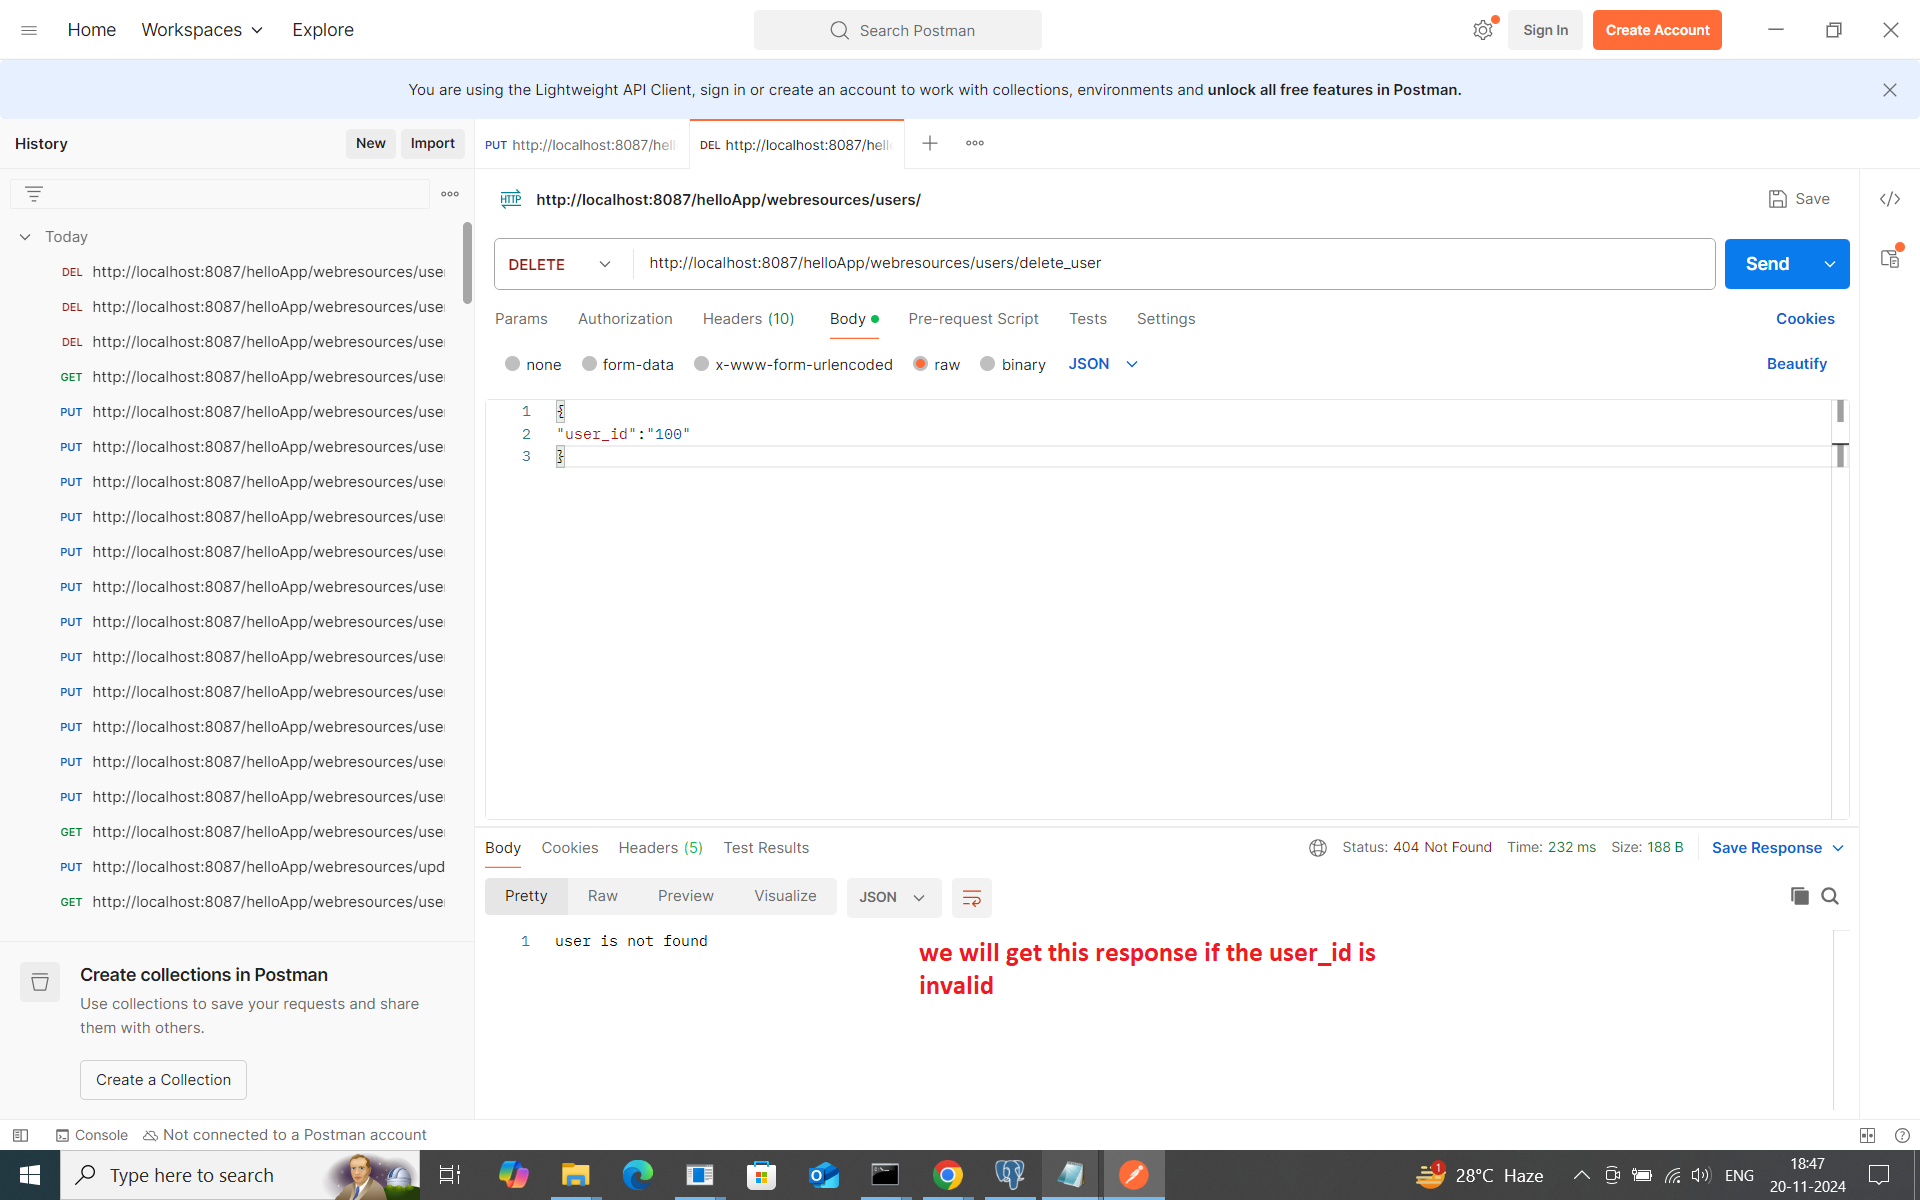 Home
Workspaces
Explore
Search Postman
Sign In
Create Account
You are using the Lightweight API Client, sign in or create an account to work with collections, environments and unlock all free features in Postman.
History
New
Import
PUT http://localhost:8087/hell
DEL http://localhost:8087/hell
HTTP
http://localhost:8087/helloApp/webresources/users/
Save
Today
DEL http://localhost:8087/helloApp/webresources/use
DEL http://localhost:8087/helloApp/webresources/use
DEL http://localhost:8087/helloApp/webresources/use
GET http://localhost:8087/helloApp/webresources/use
PUT http://localhost:8087/helloApp/webresources/use
PUT http://localhost:8087/helloApp/webresources/use
PUT http://localhost:8087/helloApp/webresources/use
PUT http://localhost:8087/helloApp/webresources/use
PUT http://localhost:8087/helloApp/webresources/use
PUT http://localhost:8087/helloApp/webresources/use
PUT http://localhost:8087/helloApp/webresources/use
PUT http://localhost:8087/helloApp/webresources/use
PUT http://localhost:8087/helloApp/webresources/use
PUT http://localhost:8087/helloApp/webresources/use
PUT http://localhost:8087/helloApp/webresources/use
PUT http://localhost:8087/helloApp/webresources/use
GET http://localhost:8087/helloApp/webresources/use
PUT http://localhost:8087/helloApp/webresources/upd
GET http://localhost:8087/helloApp/webresources/use
Create collections in Postman
Use collections to save your requests and share
them with others.
Create a Collection
DELETE
http://localhost:8087/helloApp/webresources/users/delete_user
Send
Params
Authorization
Headers (10)
Body
Pre-request Script
Tests
Settings
Cookies
none
form-data
x-www-form-urlencoded
raw
binary
JSON
Beautify
1 {
2 "user_id":"100"
3 }
Body
Cookies
Headers (5)
Test Results
Status: 404 Not Found
Time: 232 ms
Size: 188 B
Save Response
Pretty
Raw
Preview
Visualize
JSON
1 user is not found
we will get this response if the user_id is
invalid
Console
Not connected to a Postman account
Type here to search
1
28°C Haze
ENG
18:47
20-11-2024